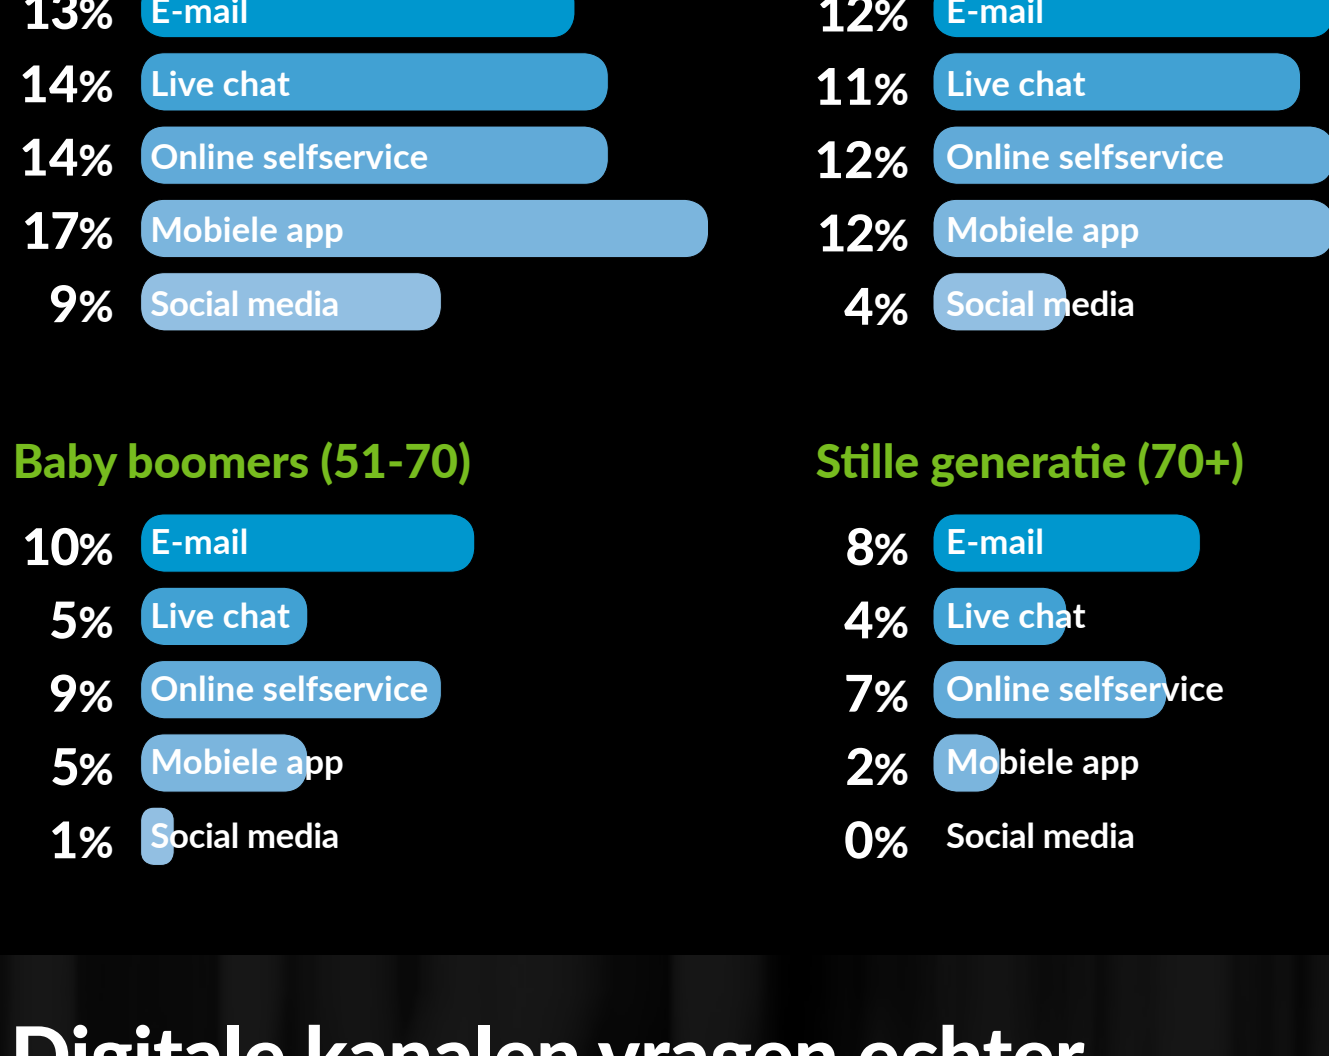 13% E-mail
14% Live chat
14% Online selfservice
17% Mobiele app
9% Social media
12% E-mail
11% Live chat
12% Online selfservice
12% Mobiele app
4% Social media
Baby boomers (51-70)
10% E-mail
5% Live chat
9% Online selfservice
5% Mobiele app
1% Social media
Stille generatie (70+)
8% E-mail
4% Live chat
7% Online selfservice
2% Mobiele app
0% Social media
Digitale kanalen vragen echter